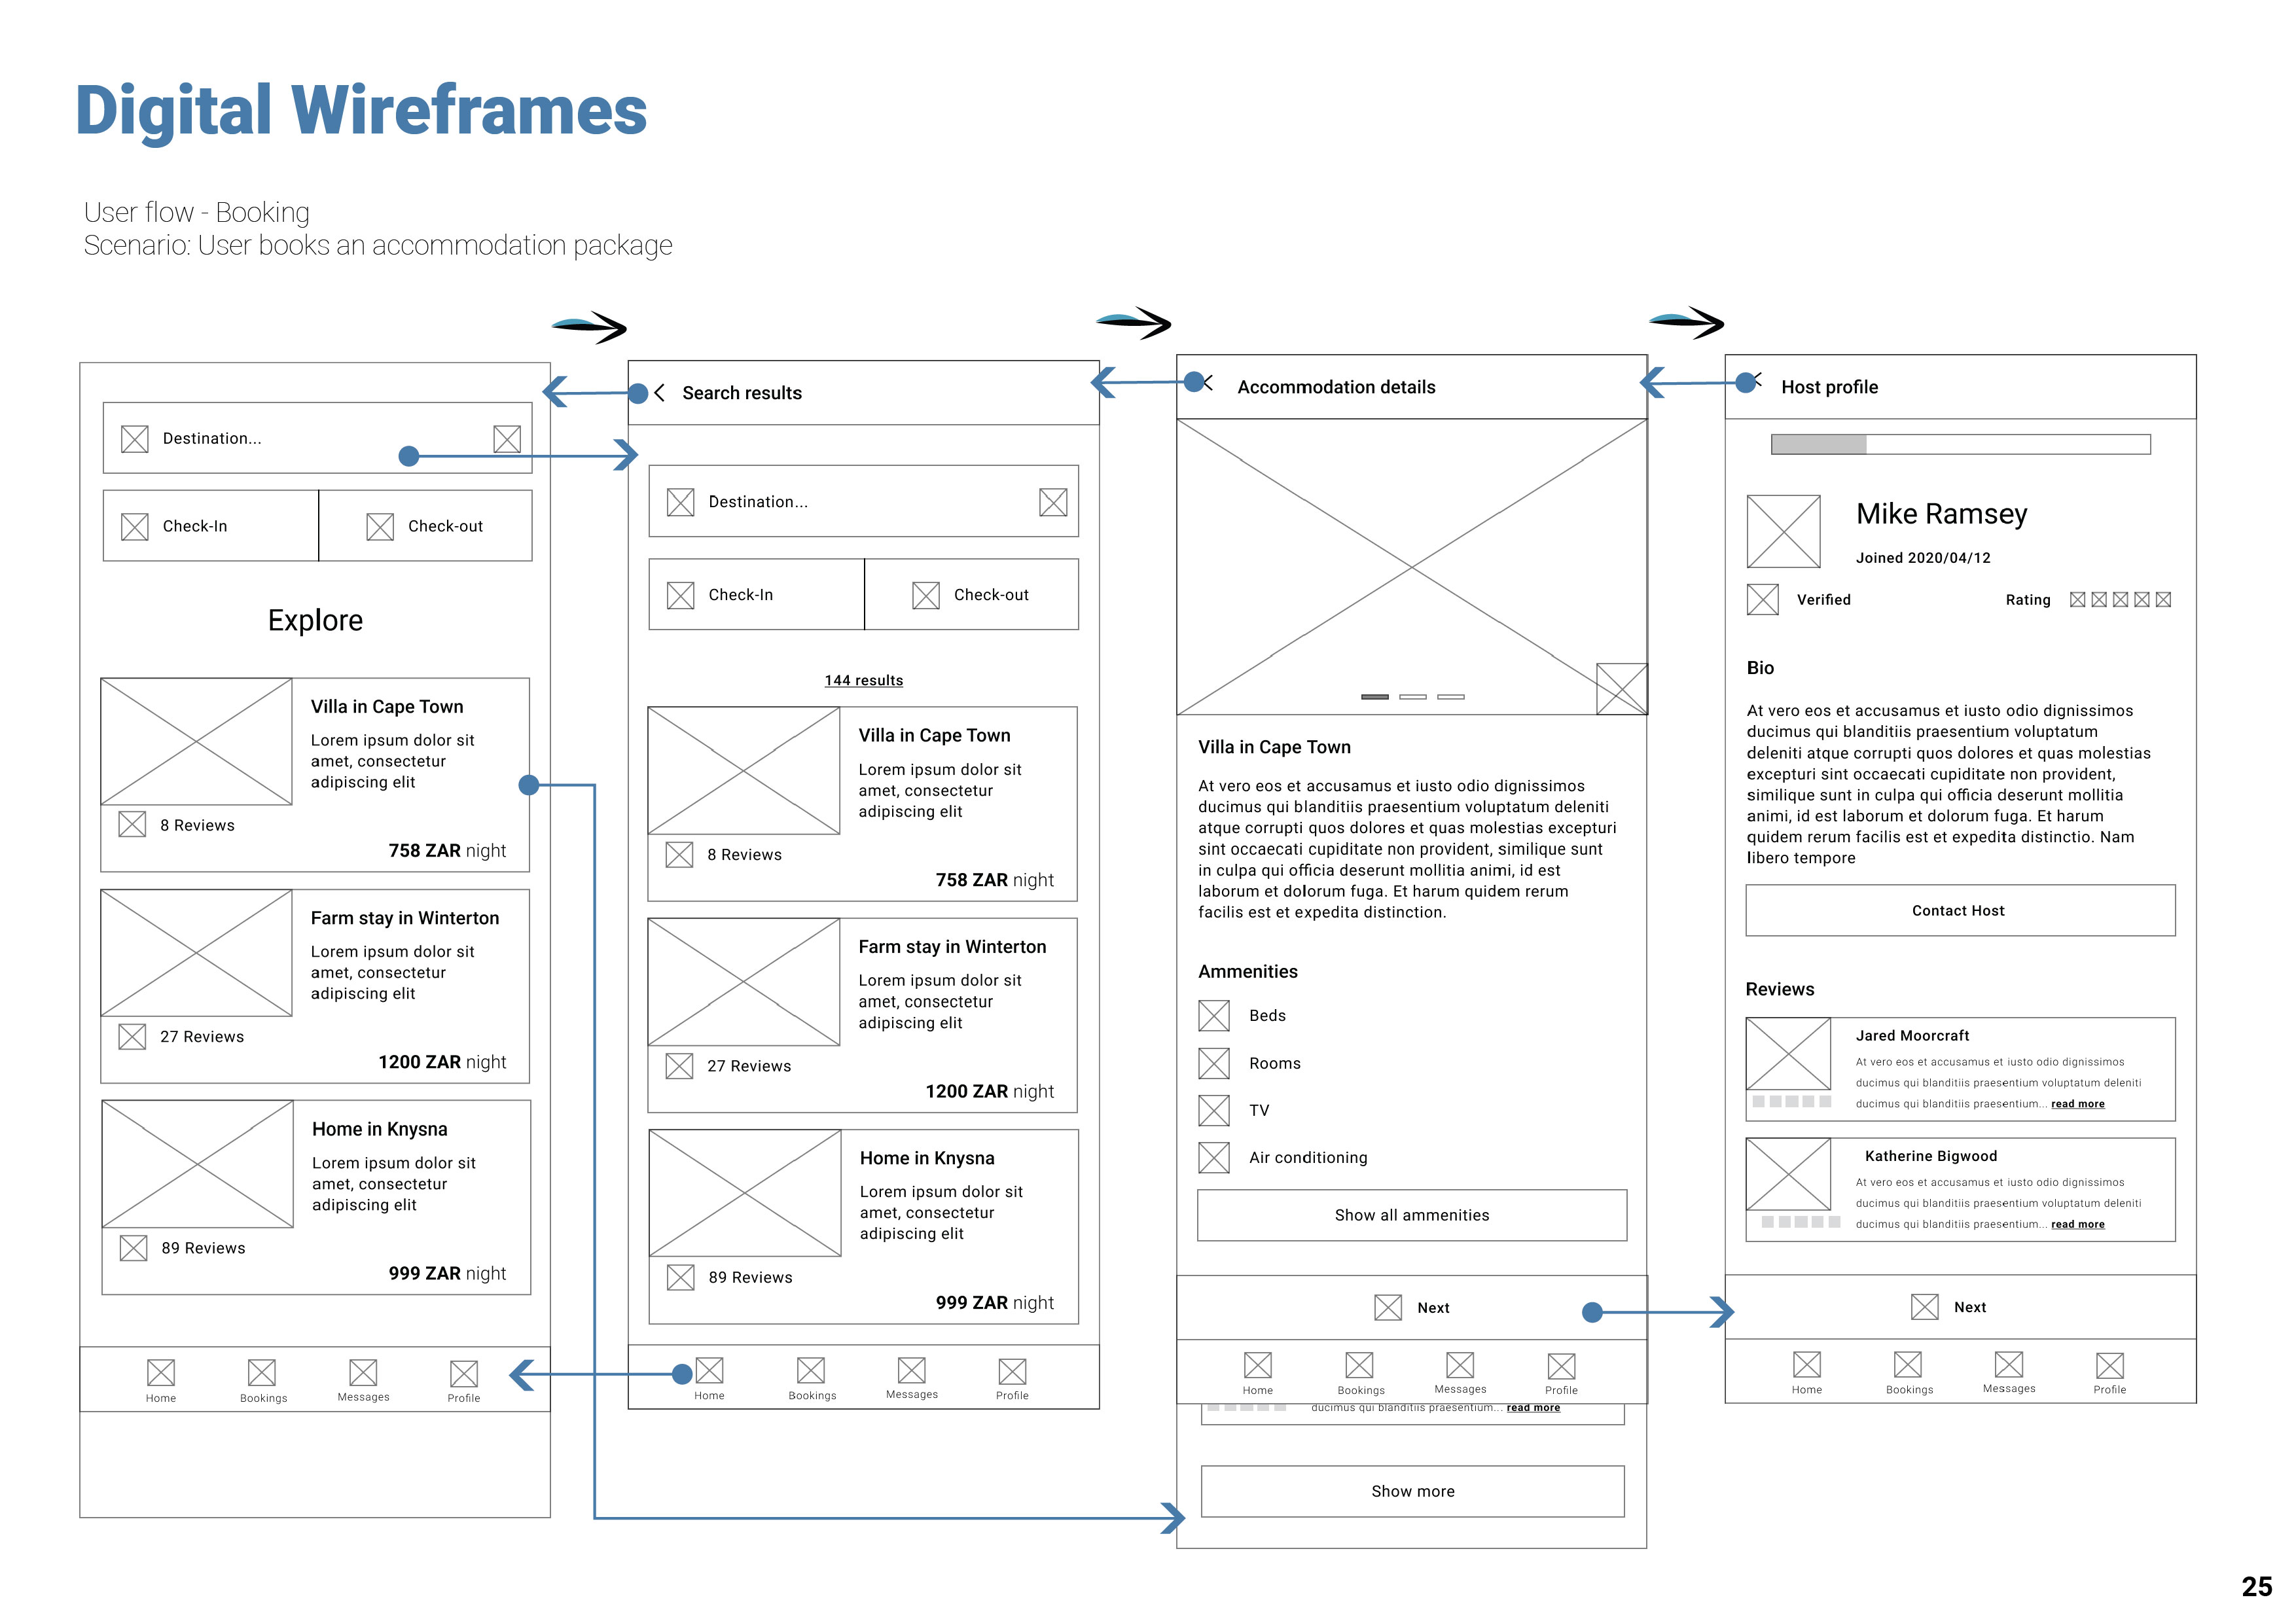 Digital Wireframes
User flow - Booking
Scenario: User books an accommodation package
Destination...
Check-In
Check-out
Explore
Villa in Cape Town
Lorem ipsum dolor sit
amet, consectetur
adipiscing elit
8 Reviews
758 ZAR night
Farm stay in Winterton
Lorem ipsum dolor sit
amet, consectetur
adipiscing elit
27 Reviews
1200 ZAR night
Home in Knysna
Lorem ipsum dolor sit
amet, consectetur
adipiscing elit
89 Reviews
999 ZAR night
Home
Bookings
Messages
Profile
Search results
Destination...
Check-In
Check-out
144 results
Villa in Cape Town
Lorem ipsum dolor sit
amet, consectetur
adipiscing elit
8 Reviews
758 ZAR night
Farm stay in Winterton
Lorem ipsum dolor sit
amet, consectetur
adipiscing elit
27 Reviews
1200 ZAR night
Home in Knysna
Lorem ipsum dolor sit
amet, consectetur
adipiscing elit
89 Reviews
999 ZAR night
Home
Bookings
Messages
Profile
Accommodation details
Villa in Cape Town
At vero eos et accusamus et iusto odio dignissimos
ducimus qui blanditiis praesentium voluptatum deleniti
atque corrupti quos dolores et quas molestias excepturi
sint occaecati cupiditate non provident, similique sunt
in culpa qui officia deserunt mollitia animi, id est
laborum et dolorum fuga. Et harum quidem rerum
facilis est et expedita distinction.
Ammenities
Beds
Rooms
TV
Air conditioning
Show all ammenities
Next
Home
Bookings
Messages
Profile
ducimus qui blanditiis praesentium... read more
Show more
Host profile
Mike Ramsey
Joined 2020/04/12
Verified
Rating
Bio
At vero eos et accusamus et iusto odio dignissimos
ducimus qui blanditiis praesentium voluptatum
deleniti atque corrupti quos dolores et quas molestias
excepturi sint occaecati cupiditate non provident,
similique sunt in culpa qui officia deserunt mollitia
animi, id est laborum et dolorum fuga. Et harum
quidem rerum facilis est et expedita distinctio. Nam
libero tempore
Contact Host
Reviews
Jared Moorcraft
At vero eos et accusamus et iusto odio dignissimos
ducimus qui blanditiis praesentium voluptatum deleniti
ducimus qui blanditiis praesentium... read more
Katherine Bigwood
At vero eos et accusamus et iusto odio dignissimos
ducimus qui blanditiis praesentium voluptatum deleniti
ducimus qui blanditiis praesentium... read more
Next
Home
Bookings
Messages
Profile
25